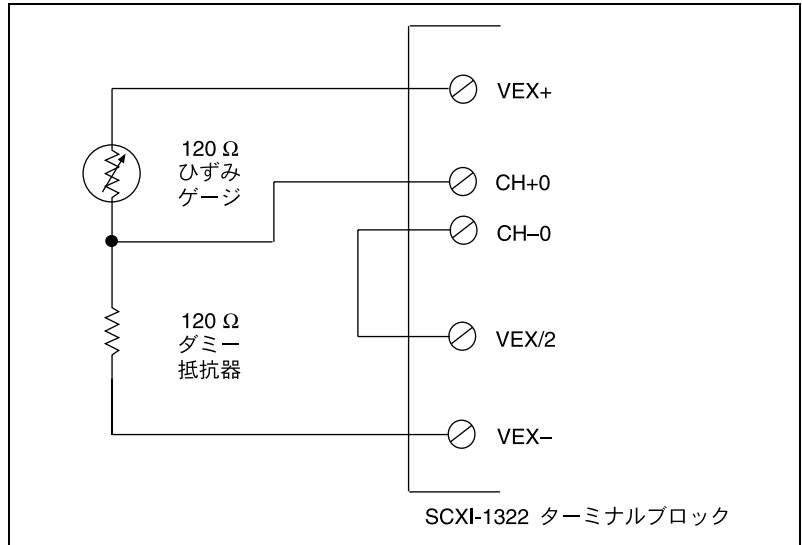 VEX+
120 Ω
ひずみ
ゲージ
CH+0
CH–0
120 Ω
ダミー
抵抗器
VEX/2
VEX–
SCXI-1322 ターミナルブロック